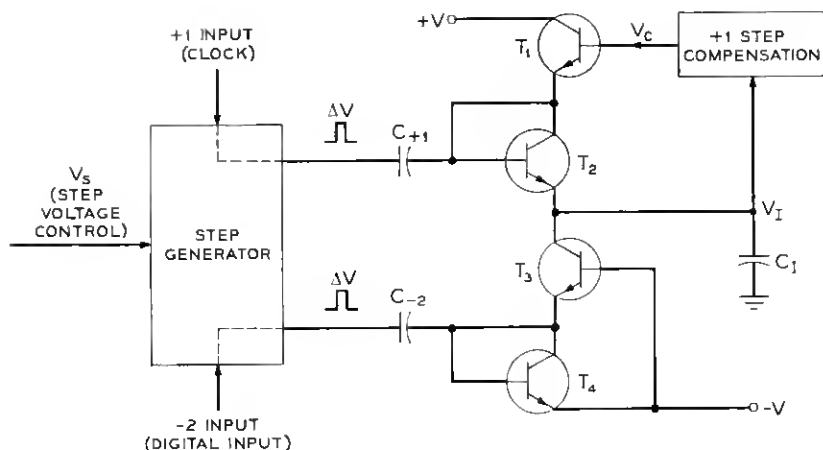 +1 INPUT
(CLOCK)
+V
T1
VC
+1 STEP
COMPENSATION
ΔV
C+1
T2
VS
(STEP
VOLTAGE
CONTROL)
STEP
GENERATOR
VI
CI
T3
ΔV
C-2
T4
-V
-2 INPUT
(DIGITAL INPUT)